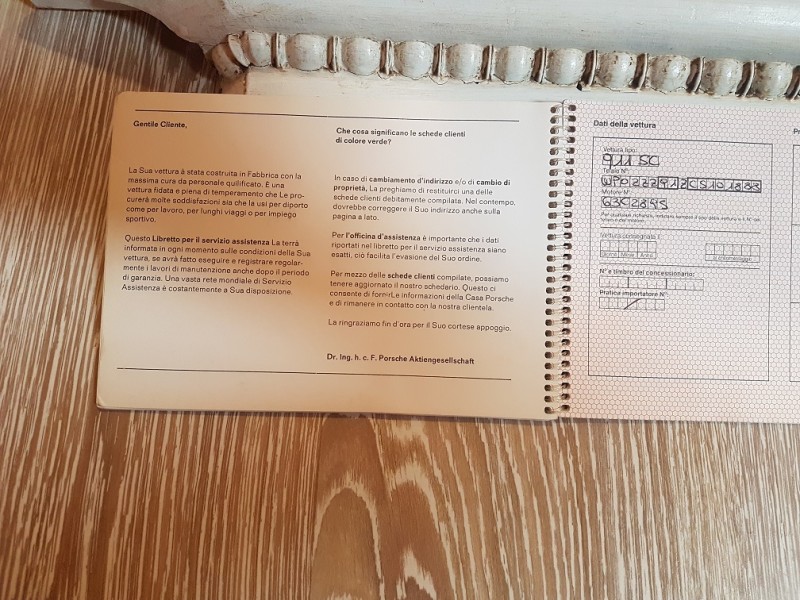 Gentile Cliente,
La Sua vettura è stata costruita in Fabbrica con la
massima cura da personale qulificato. E una
vettura fidata e piena di temperamento che Le pro-
curerà molte soddisfazioni sia che la usi per diporto
come per lavoro, per lunghi viaggi o per impiego
sportivo.
Questo Libretto per il servizio assistenza La terrà
informata in ogni momento sulle condizioni della Sua
vettura, se avrà fatto eseguire e registrare regolar-
mente i lavori di manutenzione anche dopo il periodo
di garanzia. Una vasta rete mondiale di Servizio
Assistenza è costantemente a Sua disposizione.
Che cosa significano le schede clienti
di colore verde?
In caso di cambiamento d'indirizzo e/o di cambio di
proprietà, La preghiamo di restituirci una delle
schede clienti debitamente compilata. Nel contempo,
dovrebbe correggere il Suo indirizzo anche sulla
pagina a lato.
Per l'officina d'assistenza è importante che i dati
riportati nel libretto per il servizio assistenza siano
esatti, ciò facilita l'evasione del Suo ordine.
Per mezzo delle schede clienti compilate, possiamo
tenere aggiornato il nostro schedario. Questo ci
consente di fornirLe informazioni della Casa Porsche
e di rimanere in contatto con la nostra clientela.
La ringraziamo fin d'ora per il Suo cortese appoggio.
Dr. Ing. h. c. F. Porsche Aktiengesellschaft
Dati della vettura
Vettura tipo:
911 SC
Telaio N°:
Motore N°:
Vettura consegnata il:
Giorno Mese Anno
N° e timbro del concessionario:
Pratica importatore N°: